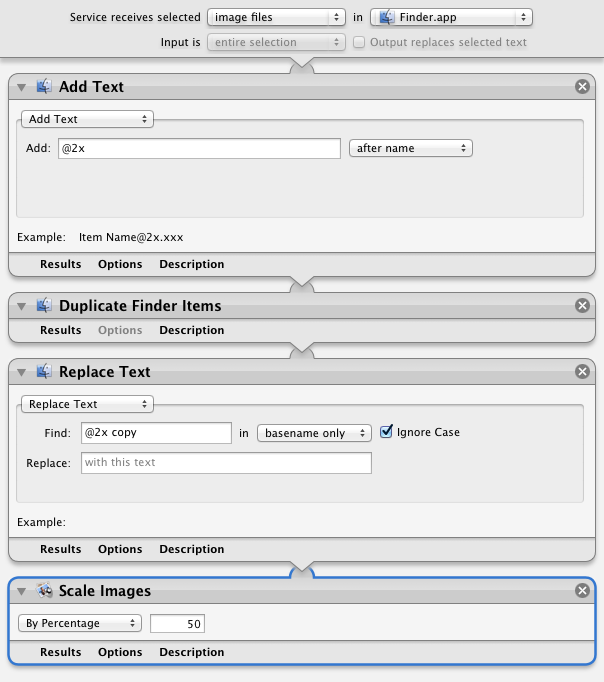 Service receives selected image files in Finder.app
Input is entire selection Output replaces selected text
Add Text
Add Text
Add: @2x after name
Example: Item Name@2x.xxx
Results Options Description
Duplicate Finder Items
Results Options Description
Replace Text
Replace Text
Find: @2x copy in basename only Ignore Case
Replace: with this text
Example:
Results Options Description
Scale Images
By Percentage 50
Results Options Description